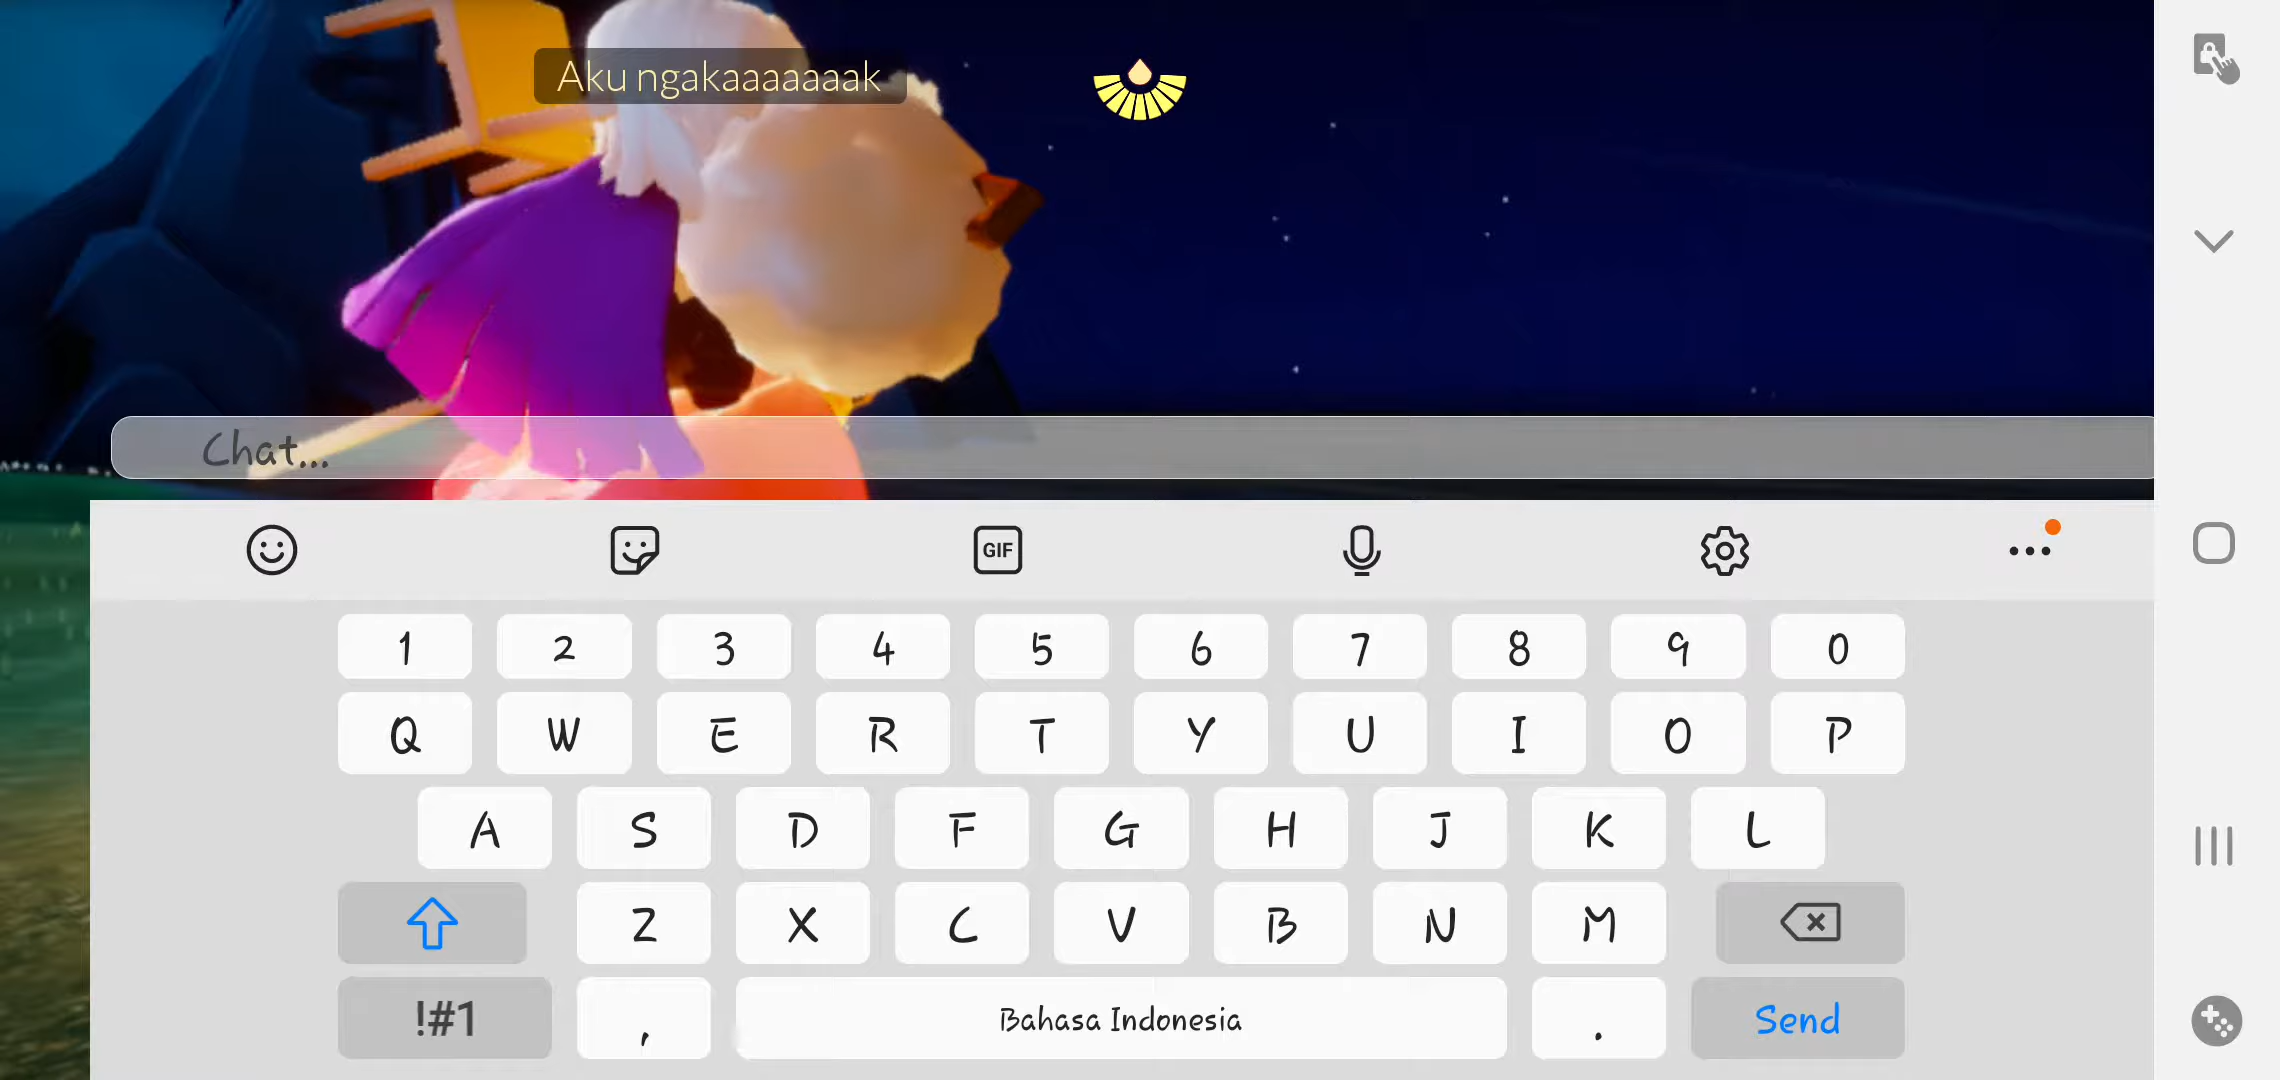 Aku ngakaaaaaaak
Chat...
GIF
1 2 3 4 5 6 7 8 9 0
Q W E R T Y U I O P
A S D F G H J K L
Z X C V B N M
!#1 , Bahasa Indonesia . Send